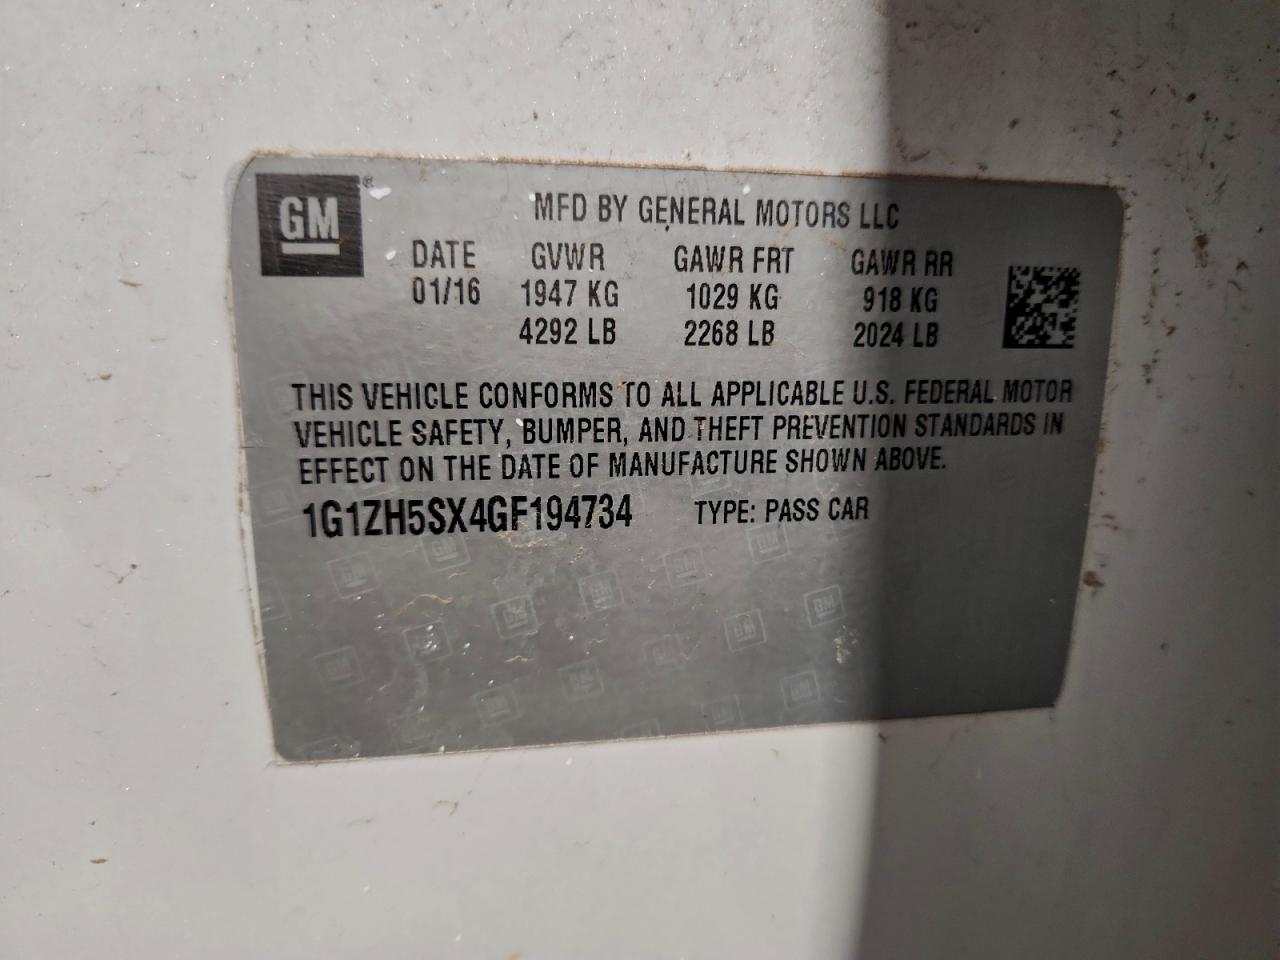 GM®
MFD BY GENERAL MOTORS LLC
DATE GVWR GAWR FRT GAWR RR
01/16 1947 KG 1029 KG 918 KG
4292 LB 2268 LB 2024 LB
THIS VEHICLE CONFORMS TO ALL APPLICABLE U.S. FEDERAL MOTOR
VEHICLE SAFETY, BUMPER, AND THEFT PREVENTION STANDARDS IN
EFFECT ON THE DATE OF MANUFACTURE SHOWN ABOVE.
1G1ZH5SX4GF194734 TYPE: PASS CAR